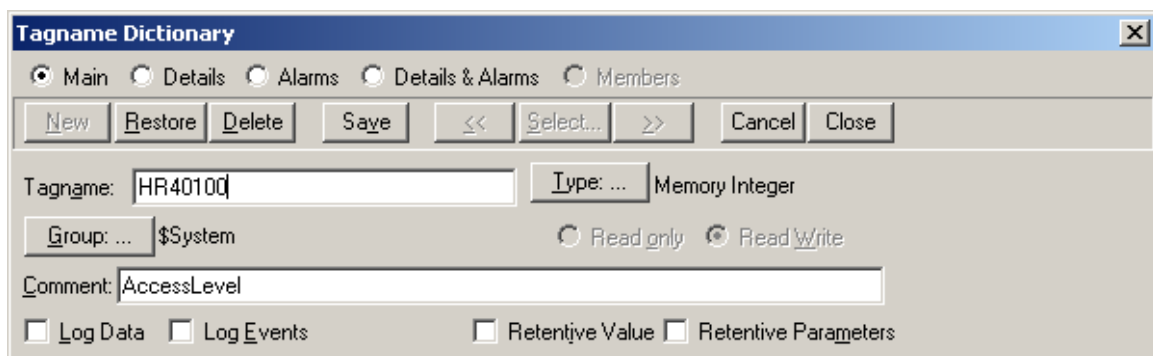 Tagname Dictionary
Main Details Alarms Details & Alarms Members
New Restore Delete Save << Select... >> Cancel Close
Tagname: HR40100 Type: ... Memory Integer
Group: ... $System Read only Read Write
Comment: AccessLevel
Log Data Log Events Retentive Value Retentive Parameters